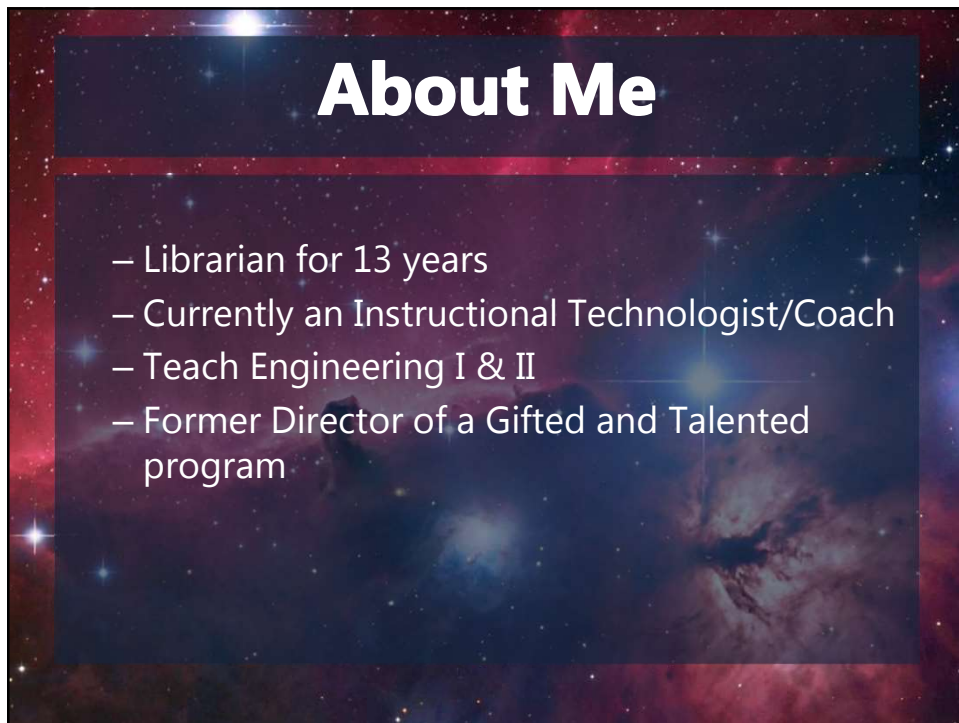 About Me
– Librarian for 13 years
– Currently an Instructional Technologist/Coach
– Teach Engineering I & II
– Former Director of a Gifted and Talented
program